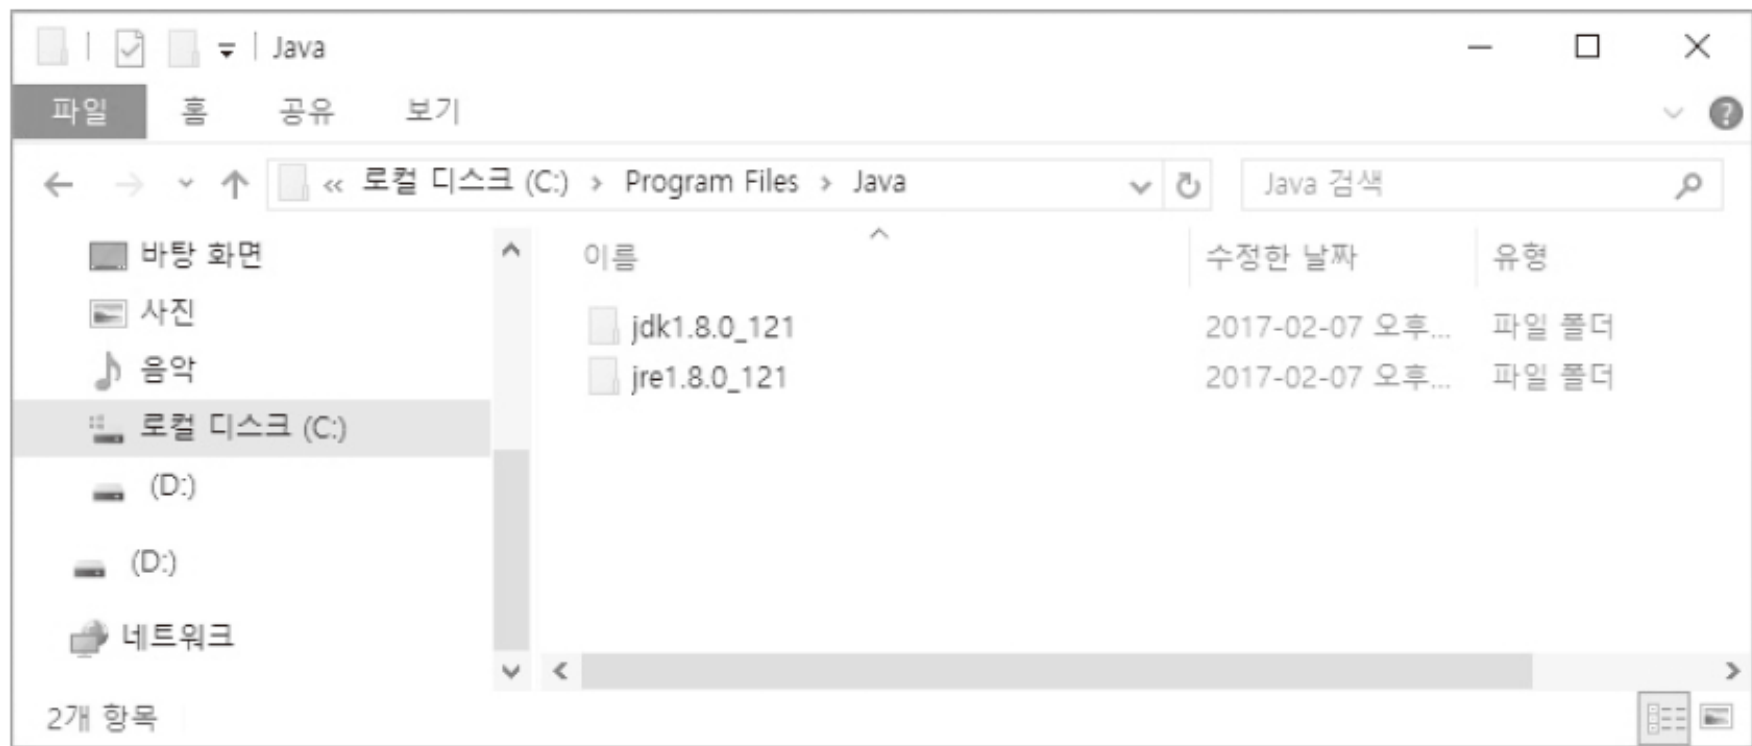 Java
파일 홈 공유 보기
« 로컬 디스크 (C:) > Program Files > Java
Java 검색
바탕 화면
사진
음악
로컬 디스크 (C:)
(D:)
(D:)
네트워크
이름 수정한 날짜 유형
jdk1.8.0_121 2017-02-07 오후... 파일 폴더
jre1.8.0_121 2017-02-07 오후... 파일 폴더
2개 항목